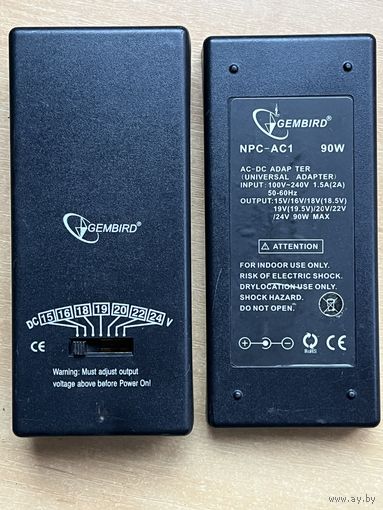 GEMBIRD®
DC 15 16 18 19 20 22 24 V
CE
Warning: Must adjust output
voltage above before Power On!
GEMBIRD®
NPC-AC1 90W
AC-DC ADAP TER
(UNIVERSAL ADAPTER)
INPUT: 100V~240V 1.5A(2A)
50-60Hz
OUTPUT:15V/16V/18V(18.5V)
19V(19.5V)/20V/22V
/24V 90W MAX
ATTENTION
FOR INDOOR USE ONLY.
RISK OF ELECTRIC SHOCK.
DRYLOCATION USE ONLY.
SHOCK HAZARD.
DO NOT OPEN.
RoHS CE
https://www.ay.by